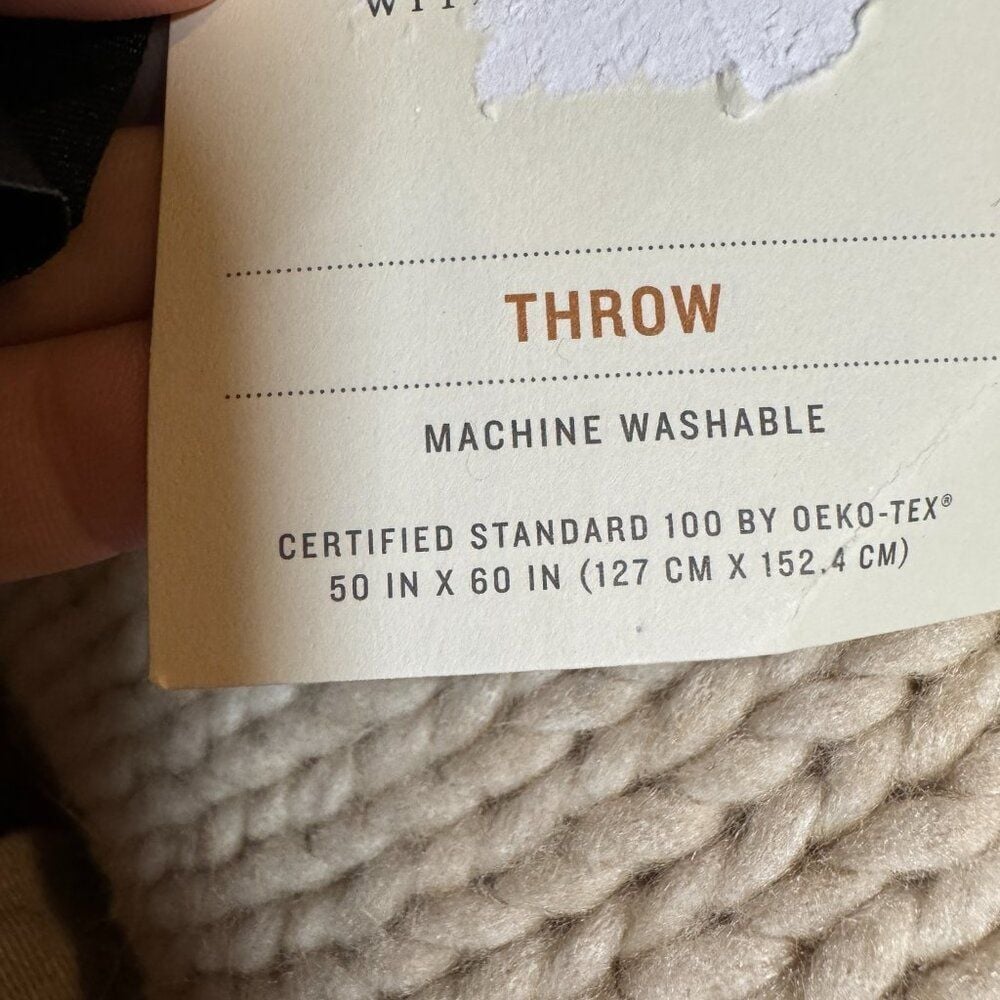 THROW
MACHINE WASHABLE
CERTIFIED STANDARD 100 BY OEKO-TEX®
50 IN X 60 IN (127 CM X 152.4 CM)